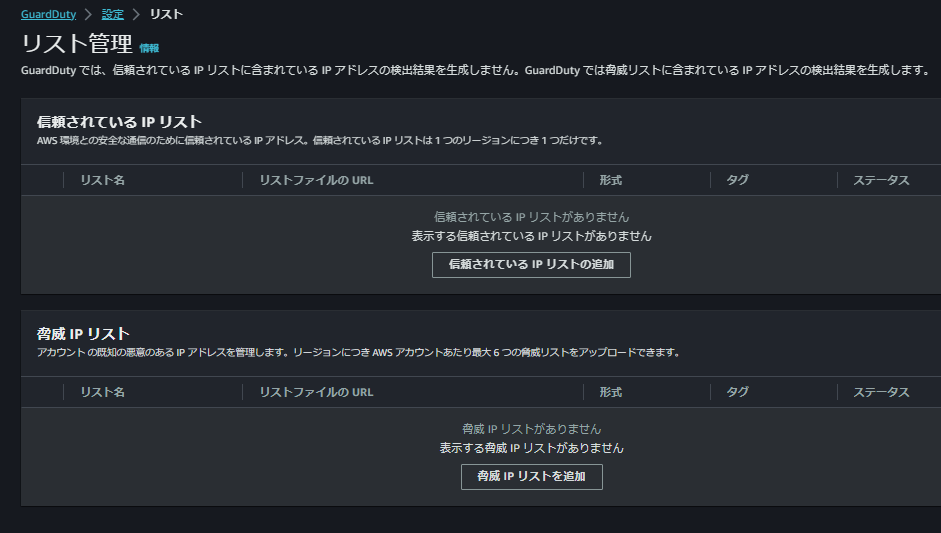 GuardDuty > 設定 > リスト
リスト管理 情報
GuardDuty では、信頼されている IP リストに含まれている IP アドレスの検出結果を生成しません。GuardDuty では脅威リストに含まれている IP アドレスの検出結果を生成します。
信頼されている IP リスト
AWS 環境との安全な通信のために信頼されている IP アドレス。信頼されている IP リストは 1 つのリージョンにつき 1 つだけです。
リスト名 リストファイルの URL 形式 タグ ステータス
信頼されている IP リストがありません
表示する信頼されている IP リストがありません
信頼されている IP リストの追加
脅威 IP リスト
アカウント の既知の悪意のある IP アドレスを管理します。リージョンにつき AWS アカウントあたり最大 6 つの脅威リストをアップロードできます。
リスト名 リストファイルの URL 形式 タグ ステータス
脅威 IP リストがありません
表示する脅威 IP リストがありません
脅威 IP リストを追加